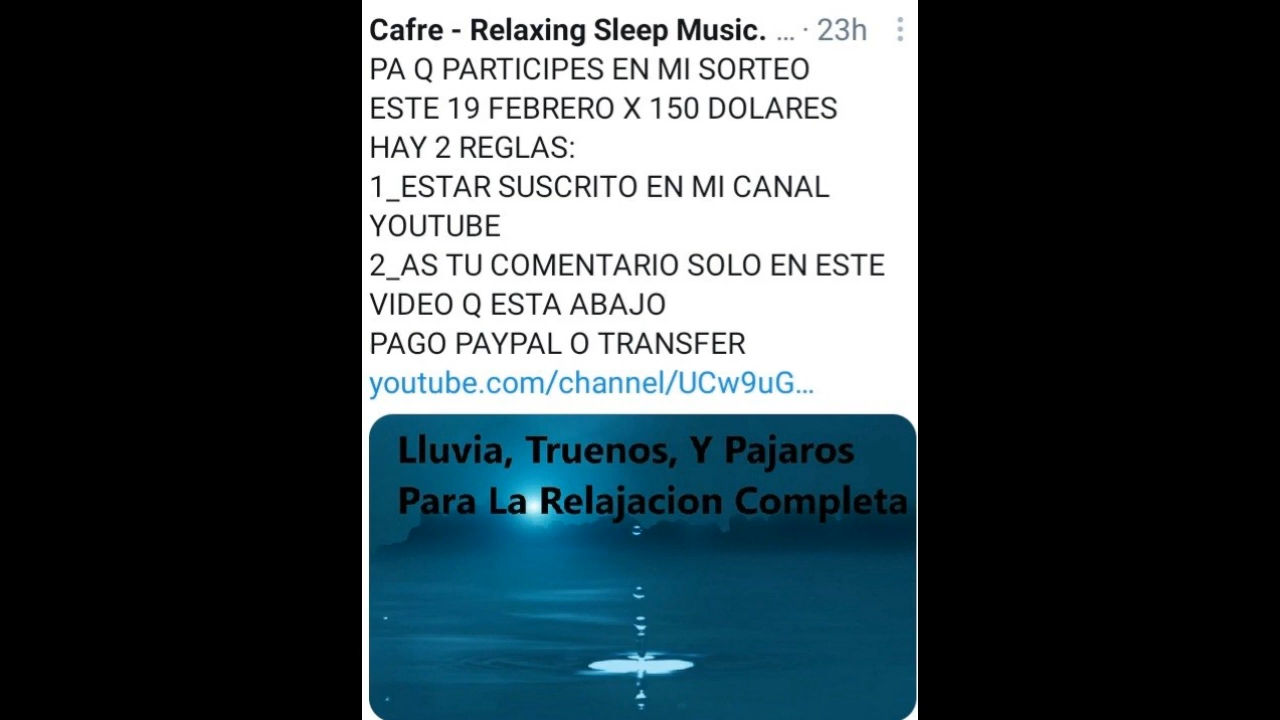 Cafre - Relaxing Sleep Music. ... · 23h
PA Q PARTICIPES EN MI SORTEO
ESTE 19 FEBRERO X 150 DOLARES
HAY 2 REGLAS:
1_ESTAR SUSCRITO EN MI CANAL
YOUTUBE
2_AS TU COMENTARIO SOLO EN ESTE
VIDEO Q ESTA ABAJO
PAGO PAYPAL O TRANSFER
youtube.com/channel/UCw9uG...
Lluvia, Truenos, Y Pajaros
Para La Relajacion Completa